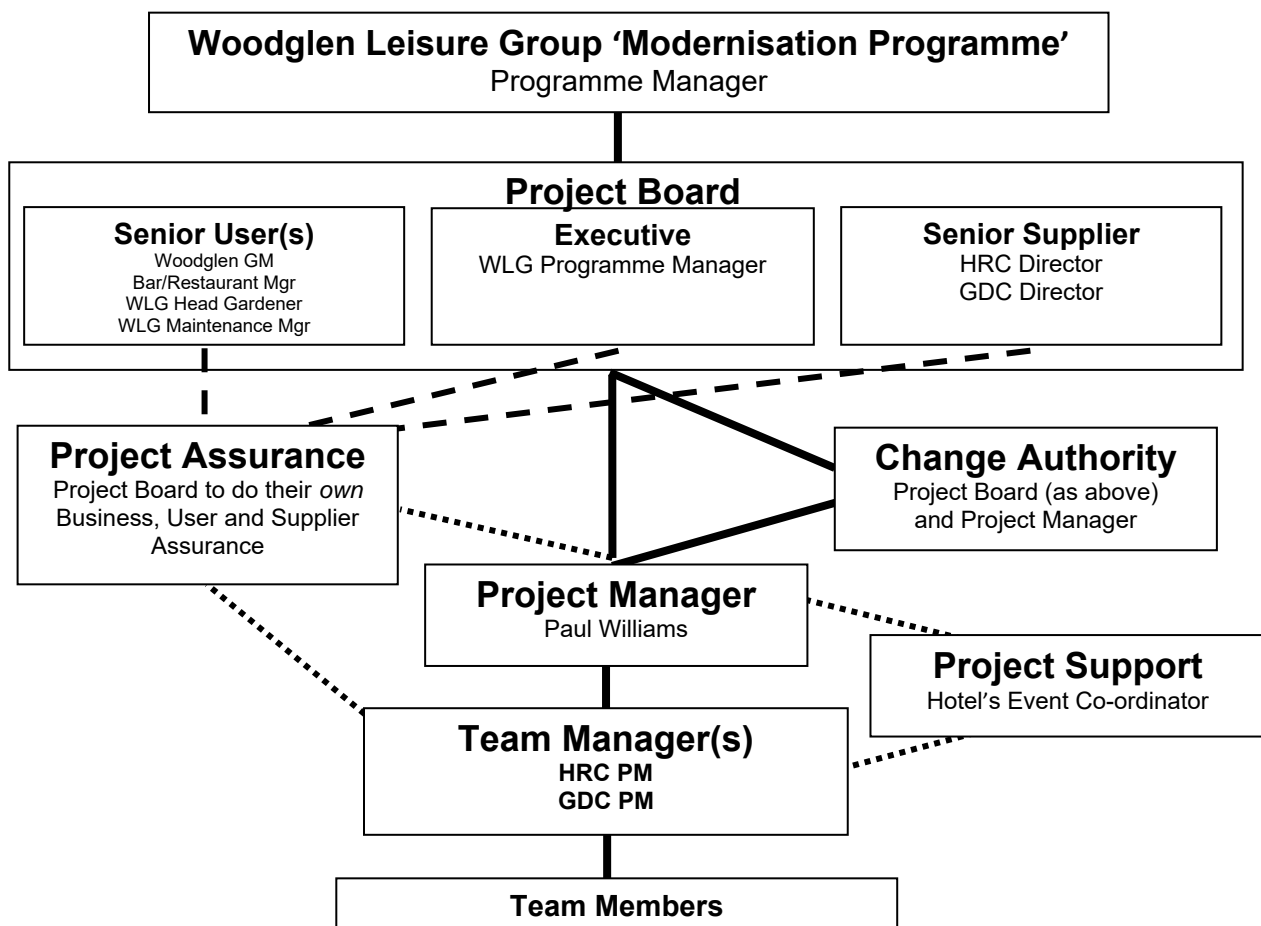 Woodglen Leisure Group ‘Modernisation Programme’
Programme Manager
Project Board
Senior User(s)
Woodglen GM
Bar/Restaurant Mgr
WLG Head Gardener
WLG Maintenance Mgr
Executive
WLG Programme Manager
Senior Supplier
HRC Director
GDC Director
Project Assurance
Project Board to do their own
Business, User and Supplier
Assurance
Change Authority
Project Board (as above)
and Project Manager
Project Manager
Paul Williams
Project Support
Hotel’s Event Co-ordinator
Team Manager(s)
HRC PM
GDC PM
Team Members